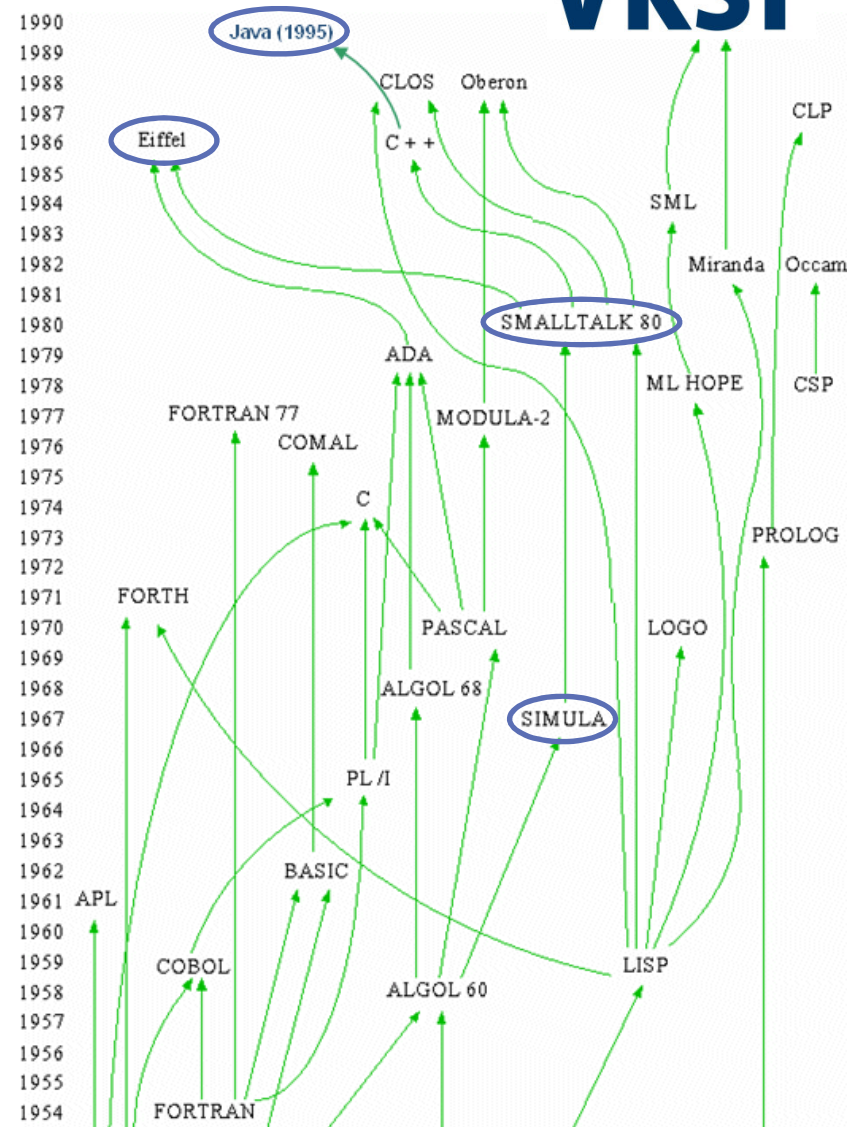 1990
Java (1995)
1989
1988 CLOS Oberon
1987 CLP
1986 Eiffel C + +
1985
1984 SML
1983
1982 Miranda Occam
1981
1980 SMALLTALK 80
1979 ADA
1978 ML HOPE CSP
1977 FORTRAN 77 MODULA-2
1976 COMAL
1975
1974 C
1973 PROLOG
1972
1971 FORTH
1970 PASCAL LOGO
1969
1968 ALGOL 68
1967 SIMULA
1966
1965 PL /I
1964
1963
1962 BASIC
1961 APL
1960
1959 COBOL LISP
1958 ALGOL 60
1957
1956
1955
1954 FORTRAN